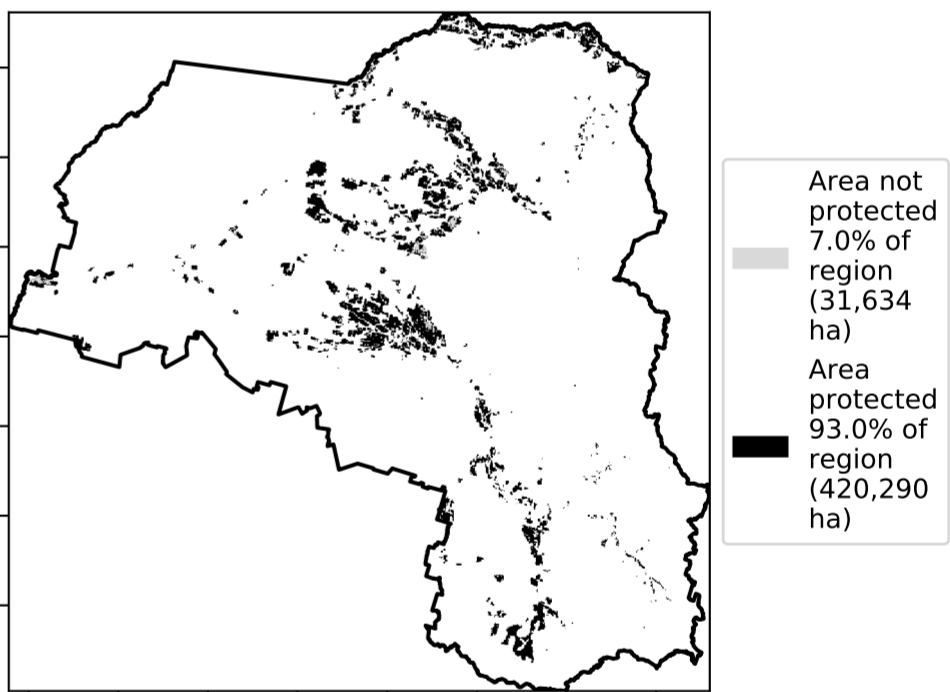 Area not
protected
7.0% of
region
(31,634
ha)
Area
protected
93.0% of
region
(420,290
ha)